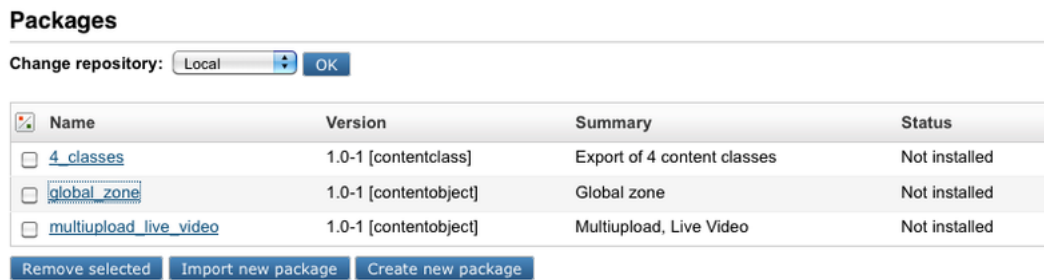 Packages
Change repository: Local OK
Name Version Summary Status
4_classes 1.0-1 [contentclass] Export of 4 content classes Not installed
global_zone 1.0-1 [contentobject] Global zone Not installed
multiupload_live_video 1.0-1 [contentobject] Multiupload, Live Video Not installed
Remove selected Import new package Create new package